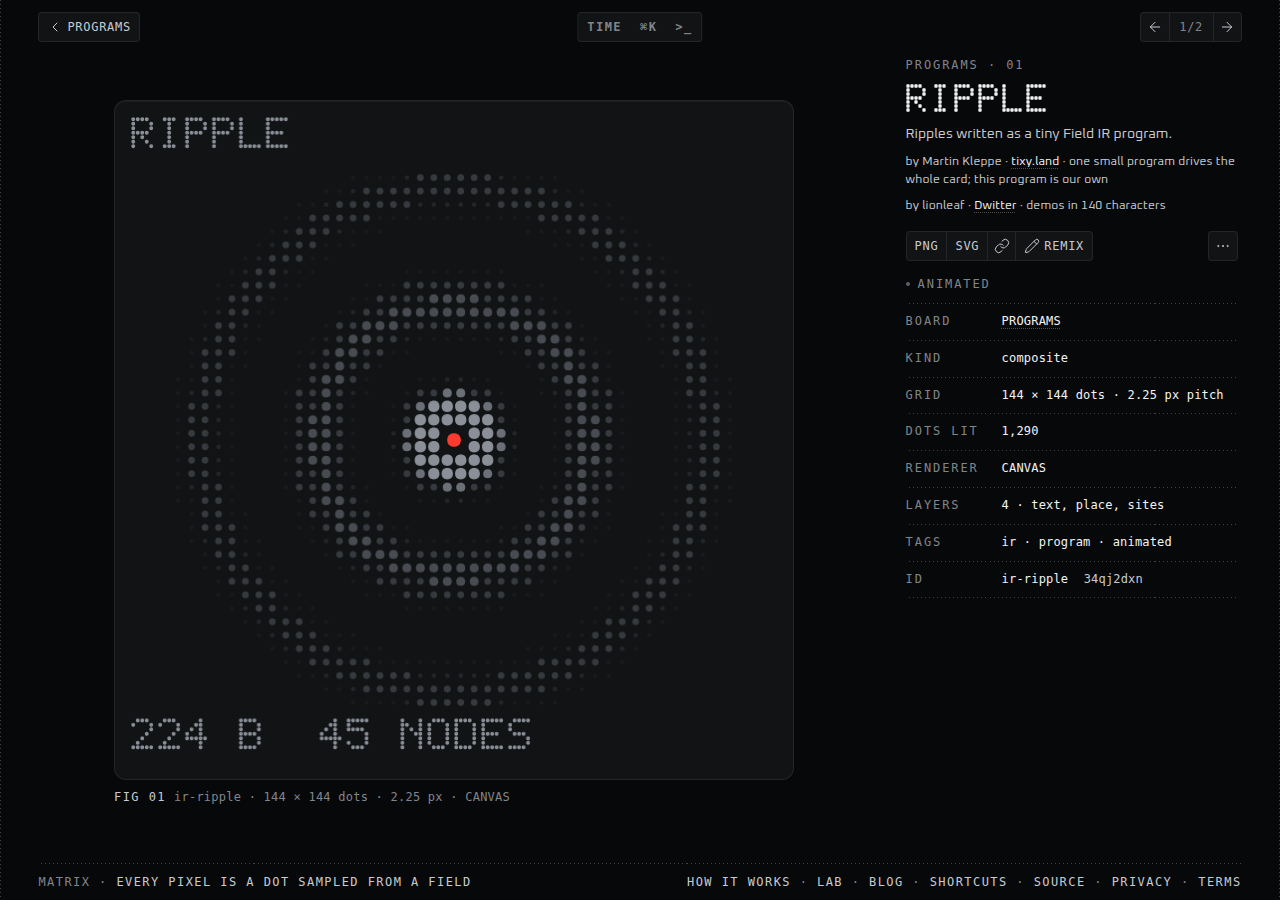 PROGRAMS
TIME ⌘K >_
1/2
PROGRAMS · 01
RIPPLE
Ripples written as a tiny Field IR program.
by Martin Kleppe · tixy.land · one small program drives the
whole card; this program is our own
by lionleaf · Dwitter · demos in 140 characters
PNG SVG REMIX ···
ANIMATED
BOARD PROGRAMS
KIND composite
GRID 144 × 144 dots · 2.25 px pitch
DOTS LIT 1,290
RENDERER CANVAS
LAYERS 4 · text, place, sites
TAGS ir · program · animated
ID ir-ripple 34qj2dxn
RIPPLE
224 B 45 NODES
FIG 01 ir-ripple · 144 × 144 dots · 2.25 px · CANVAS
MATRIX · EVERY PIXEL IS A DOT SAMPLED FROM A FIELD
HOW IT WORKS · LAB · BLOG · SHORTCUTS · SOURCE · PRIVACY · TERMS